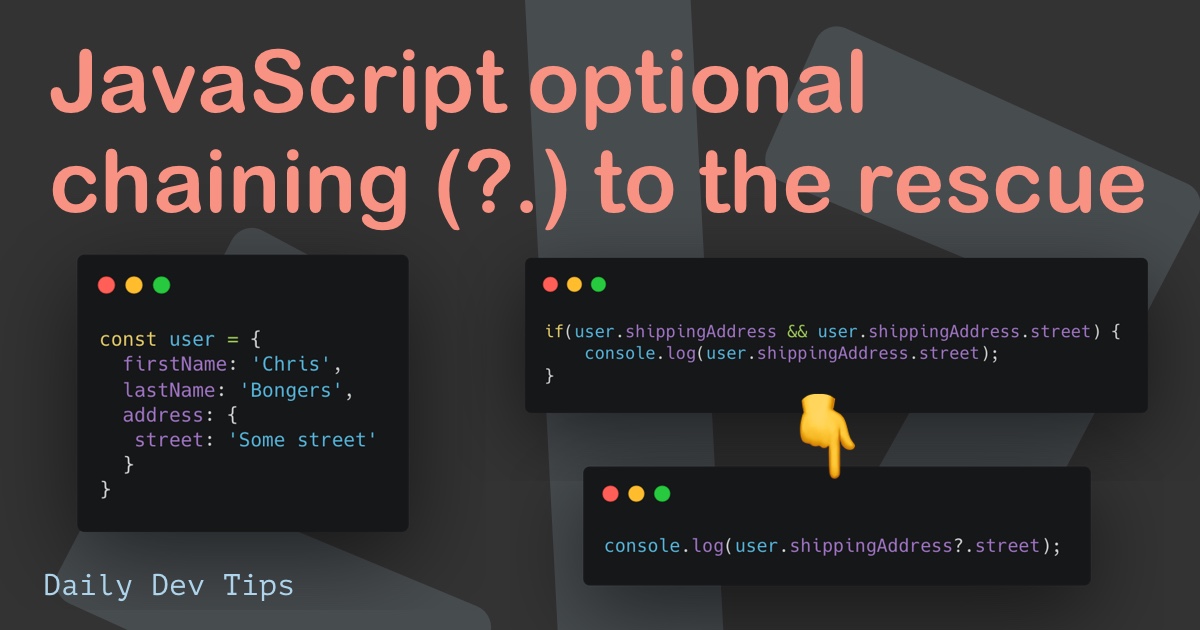 JavaScript optional
chaining (?.) to the rescue
const user = {
  firstName: 'Chris',
  lastName: 'Bongers',
  address: {
   street: 'Some street'
  }
}
if(user.shippingAddress && user.shippingAddress.street) {
    console.log(user.shippingAddress.street);
}
console.log(user.shippingAddress?.street);
Daily Dev Tips